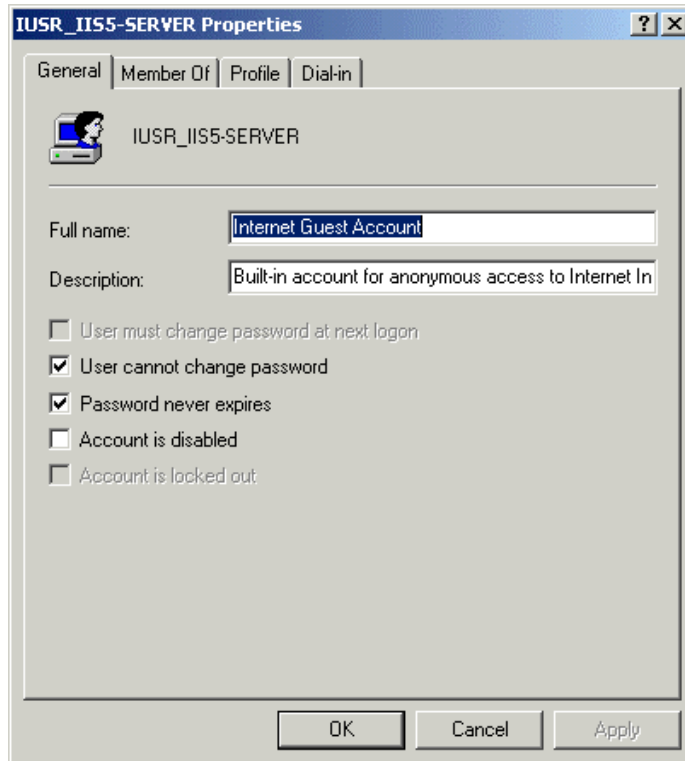 IUSR_IIS5-SERVER Properties
General Member Of Profile Dial-in
IUSR_IIS5-SERVER
Full name: Internet Guest Account
Description: Built-in account for anonymous access to Internet In
User must change password at next logon
User cannot change password
Password never expires
Account is disabled
Account is locked out
OK Cancel Apply